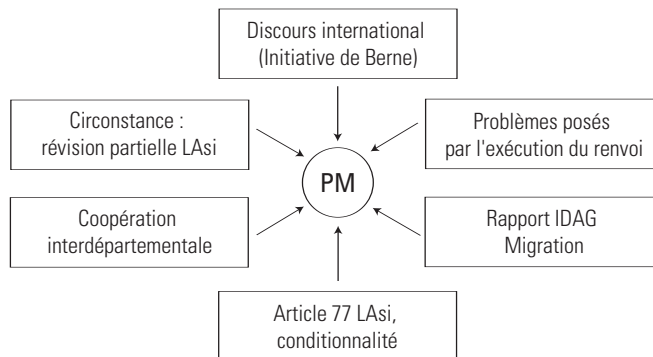 Discours international
(Initiative de Berne)
Circonstance :
révision partielle LAsi
Problèmes posés
par l'exécution du renvoi
PM
Coopération
interdépartementale
Rapport IDAG
Migration
Article 77 LAsi,
conditionnalité